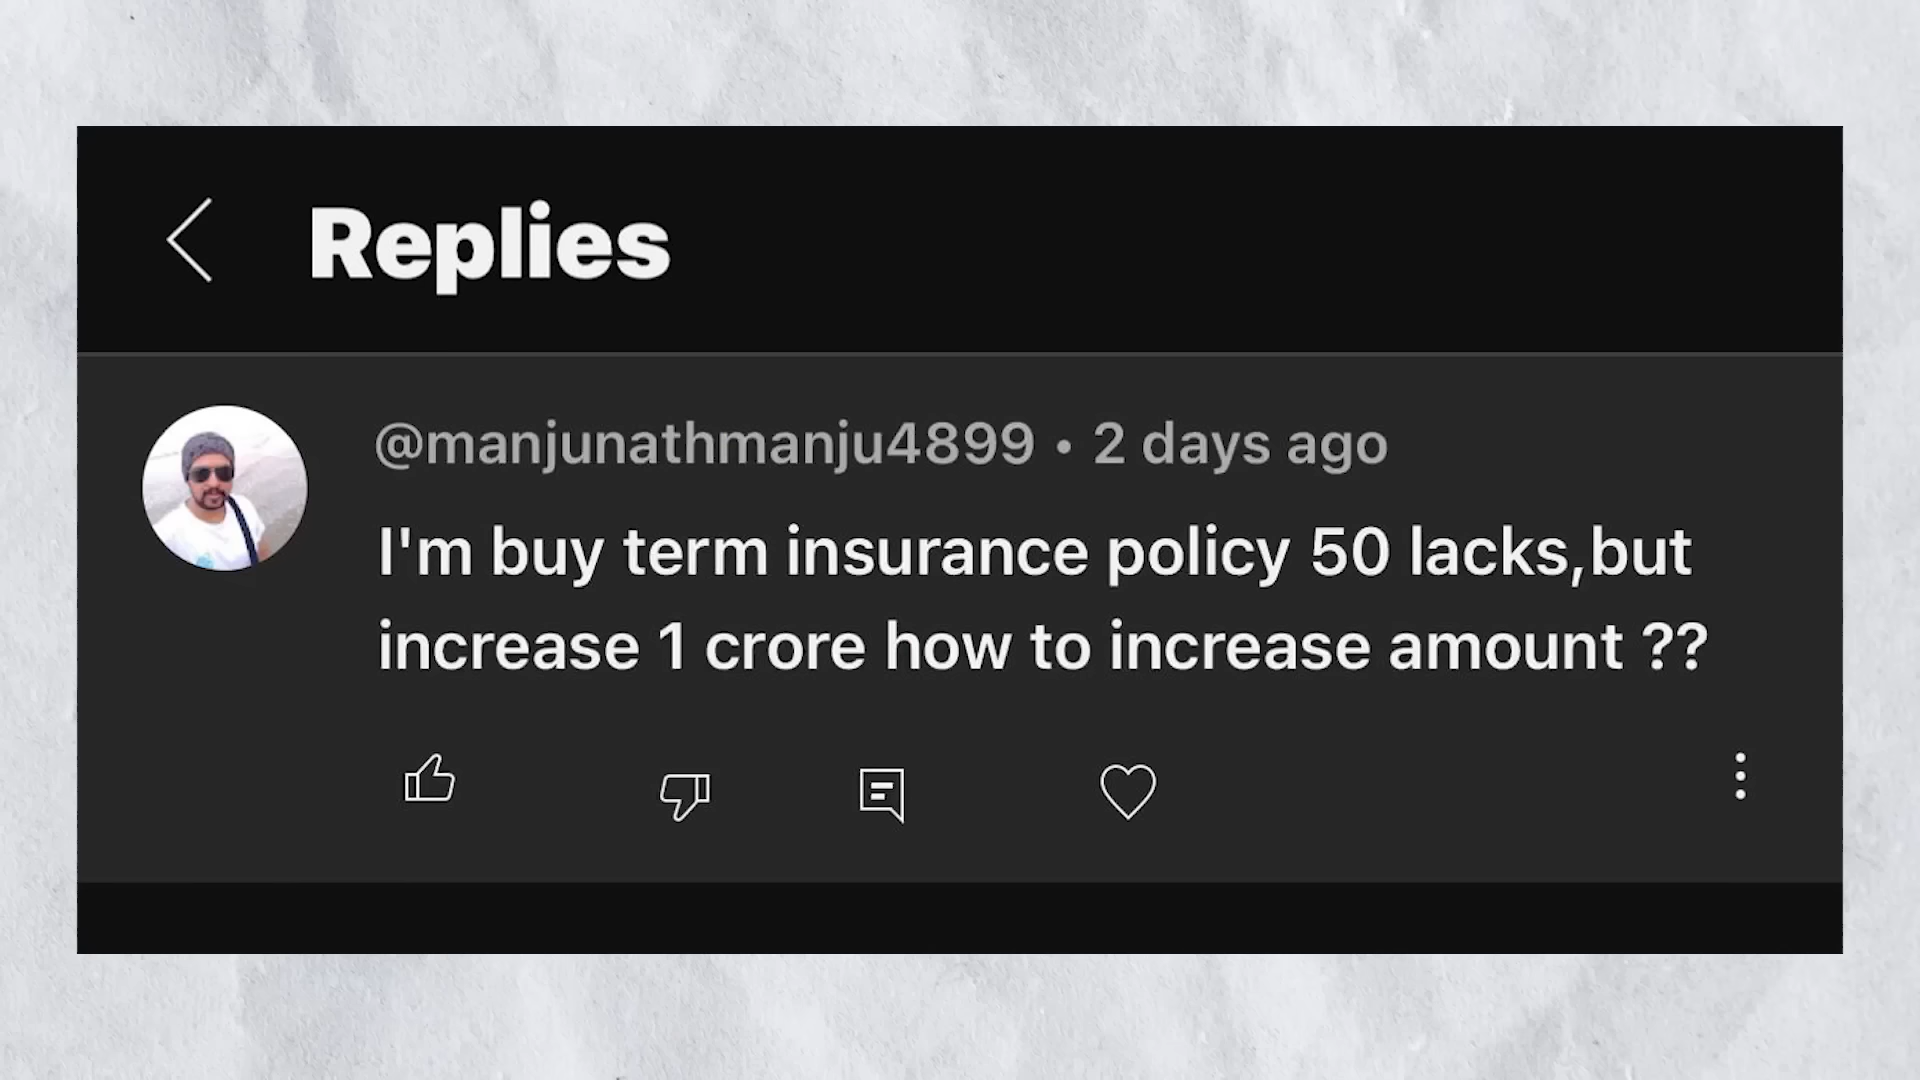 Replies
@manjunathmanju4899 • 2 days ago
I'm buy term insurance policy 50 lacks,but
increase 1 crore how to increase amount ??